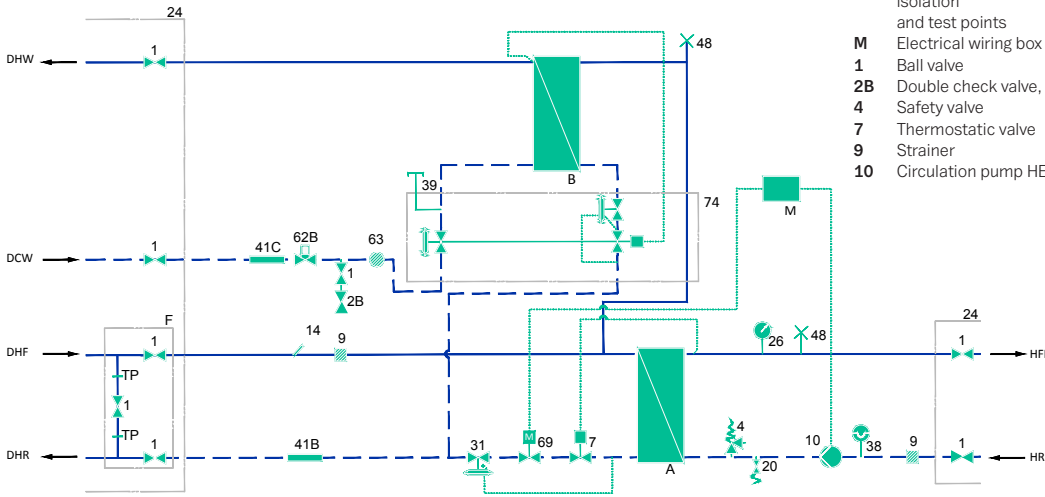 24
isolation
and test points
M Electrical wiring box
1 Ball valve
2B Double check valve,
4 Safety valve
7 Thermostatic valve
9 Strainer
10 Circulation pump HE
DHW
1
48
B
39
74
M
DCW
1
41C
62B
63
1
2B
F
24
DHF
1
14
9
26
48
1
HF
TP
1
TP
DHR
1
41B
31
M
69
7
A
4
20
10
38
9
1
HR